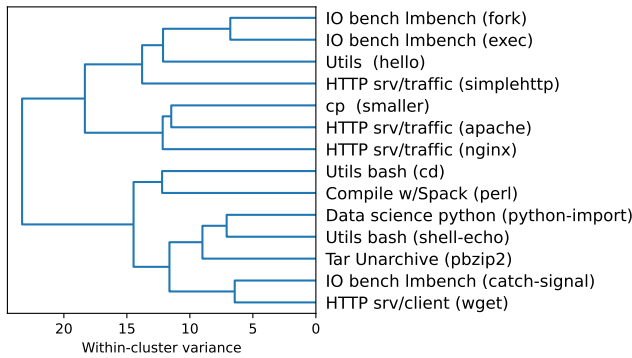 IO bench lmbench (fork)
IO bench lmbench (exec)
Utils  (hello)
HTTP srv/traffic (simplehttp)
cp  (smaller)
HTTP srv/traffic (apache)
HTTP srv/traffic (nginx)
Utils bash (cd)
Compile w/Spack (perl)
Data science python (python-import)
Utils bash (shell-echo)
Tar Unarchive (pbzip2)
IO bench lmbench (catch-signal)
HTTP srv/client (wget)
20 15 10 5 0
Within-cluster variance